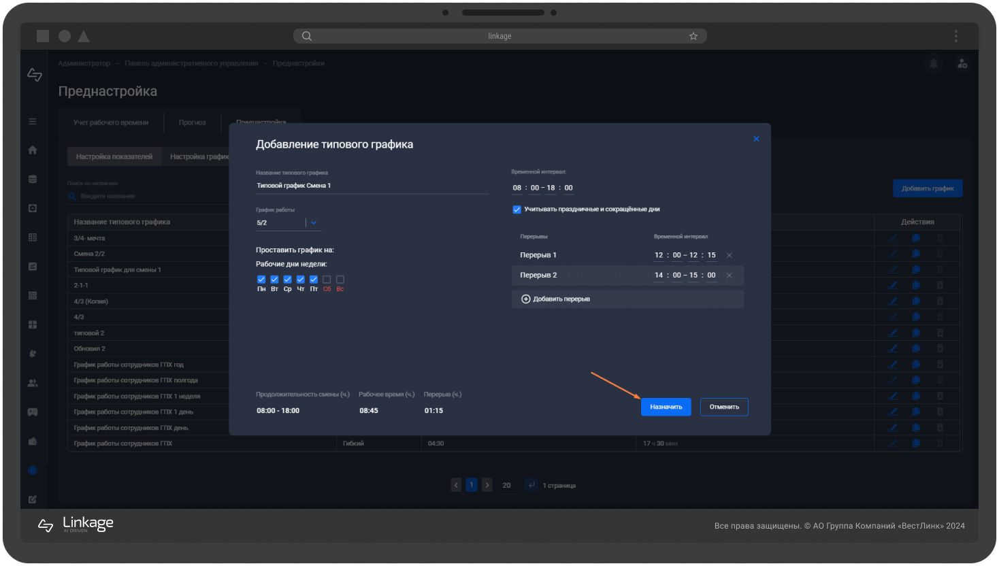 linkage
Администратор – Панель административного управления – Преднастройки
Преднастройка
Учет рабочего времени Прогноз Преднастройка
Настройка показателей Настройка график
Поиск по названию
Введите название
Добавить график
Название типового графика Действия
3/4- мечта
Смена 2/2
Типовой график для смены 1
2-1-1
4/3 (Копия)
4/3
типовой 2
Обновил 2
График работы сотрудников ГПХ год
График работы сотрудников ГПХ полгода
График работы сотрудников ГПХ 1 неделя
График работы сотрудников ГПХ 1 день
График работы сотрудников ГПХ день
График работы сотрудников ГПХ Гибкий 04:30 17 ч 30 мин
1 20 1 страница
Добавление типового графика
Название типового графика
Типовой график Смена 1
График работы
5/2
Проставить график на:
Рабочие дни недели:
Пн Вт Ср Чт Пт Сб Вс
Временной интервал:
08 : 00 – 18 : 00
Учитывать праздничные и сокращённые дни
Перерывы Временной интервал
Перерыв 1 12 : 00 – 12 : 15
Перерыв 2 14 : 00 – 15 : 00
Добавить перерыв
Продолжительность смены (ч.) Рабочее время (ч.) Перерыв (ч.)
08:00 - 18:00 08:45 01:15
Назначить Отменить
Linkage
AI DRIVEN
Все права защищены. © АО Группа Компаний «ВестЛинк» 2024